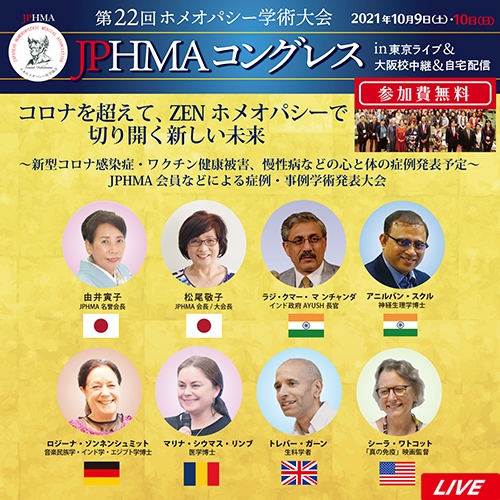 JPHMA
第22回 ホメオパシー学術大会
2021年10月9日(土)・10日(日)
JPHMAコングレス
in東京ライブ&
大阪校中継&自宅配信
参加費無料
コロナを超えて、ZENホメオパシーで
切り開く新しい未来
〜新型コロナ感染症・ワクチン健康被害、慢性病などの心と体の症例発表予定〜
JPHMA会員などによる症例・事例学術発表大会
由井寅子
JPHMA 名誉会長
松尾敬子
JPHMA 会長 / 大会長
ラジ・クマー・マ ンチャンダ
インド政府 AYUSH 長官
アニルバン・スクル
神経生理学博士
ロジーナ・ゾンネンシュミット
音楽民族学・インド学・エジプト学博士
マリナ・シウマス・リンブ
医学博士
トレバー・ガーン
生科学者
シーラ・ワトコット
「真の免疫」映画監督
LIVE